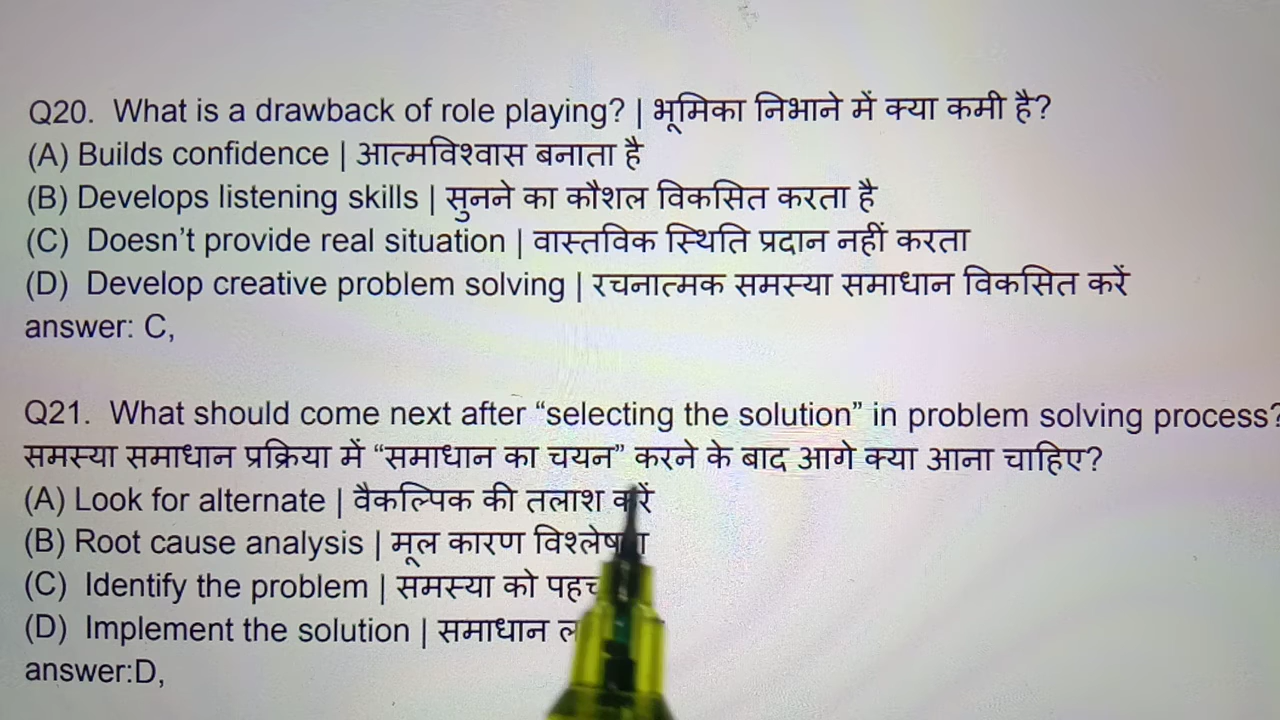 Q20. What is a drawback of role playing? | भूमिका निभाने में क्या कमी है?
(A) Builds confidence | आत्मविश्वास बनाता है
(B) Develops listening skills | सुनने का कौशल विकसित करता है
(C) Doesn't provide real situation | वास्तविक स्थिति प्रदान नहीं करता
(D) Develop creative problem solving | रचनात्मक समस्या समाधान विकसित करें
answer: C,
Q21. What should come next after “selecting the solution” in problem solving process?
समस्या समाधान प्रक्रिया में “समाधान का चयन” करने के बाद आगे क्या आना चाहिए?
(A) Look for alternate | वैकल्पिक की तलाश करें
(B) Root cause analysis | मूल कारण
(C) Identify the problem | समस्या को
(D) Implement the solution | समाधान
answer:D,